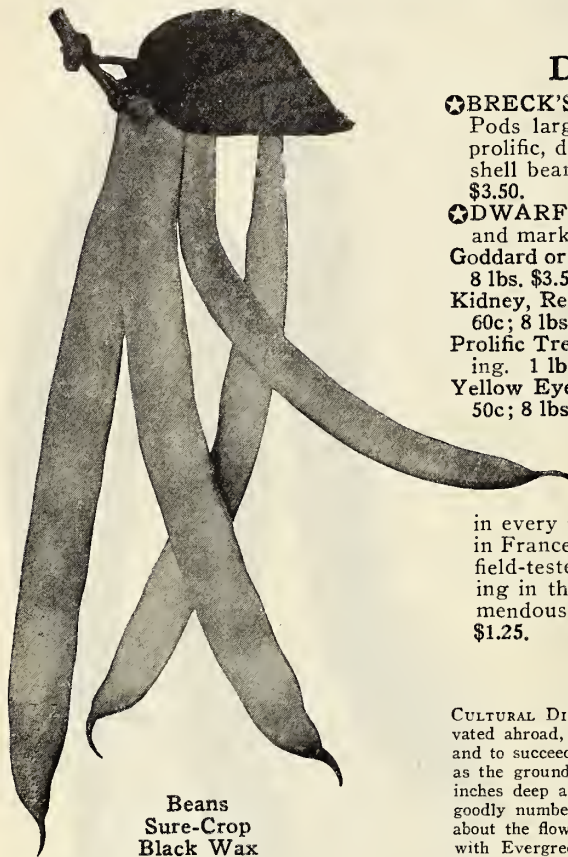 D
✪BRECK'S
Pods larg
prolific, d
shell bear
$3.50.
✪DWARF
and mark
Goddard or
8 lbs. $3.5
Kidney, Re
60c; 8 lbs
Prolific Tre
ing. 1 lb
Yellow Eye
50c; 8 lbs
in every
in France
field-teste
ing in th
mendous
$1.25.
CULTURAL DI
vated abroad,
and to succeed
as the ground
inches deep a
goodly number
about the flow
with Evergree
Beans
Sure-Crop
Black Wax